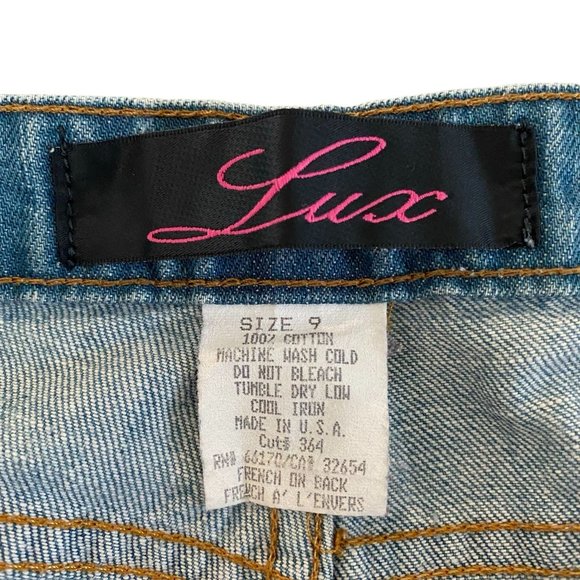 Lux
SIZE 9
100% COTTON
MACHINE WASH COLD
DO NOT BLEACH
TUMBLE DRY LOW
COOL IRON
MADE IN U.S.A.
Cut# 364
RN# 66170/CA# 32654
FRENCH ON BACK
FRENCH A' L'ENVERS